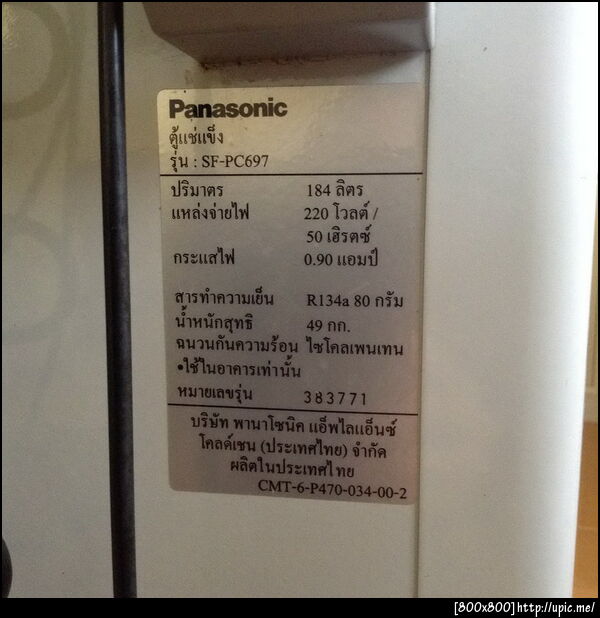 Panasonic
ตู้แช่แข็ง
รุ่น : SF-PC697
ปริมาตร 184 ลิตร
แหล่งจ่ายไฟ 220 โวลต์ /
50 เฮิรตซ์
กระแสไฟ 0.90 แอมป์
สารทำความเย็น R134a 80 กรัม
น้ำหนักสุทธิ 49 กก.
ฉนวนกันความร้อน ไซโคลเพนเทน
•ใช้ในอาคารเท่านั้น
หมายเลขรุ่น 383771
บริษัท พานาโซนิค แอ็พไลแอ็นซ์
โคลด์เชน (ประเทศไทย) จำกัด
ผลิตในประเทศไทย
CMT-6-P470-034-00-2
[800x800]http://upic.me/